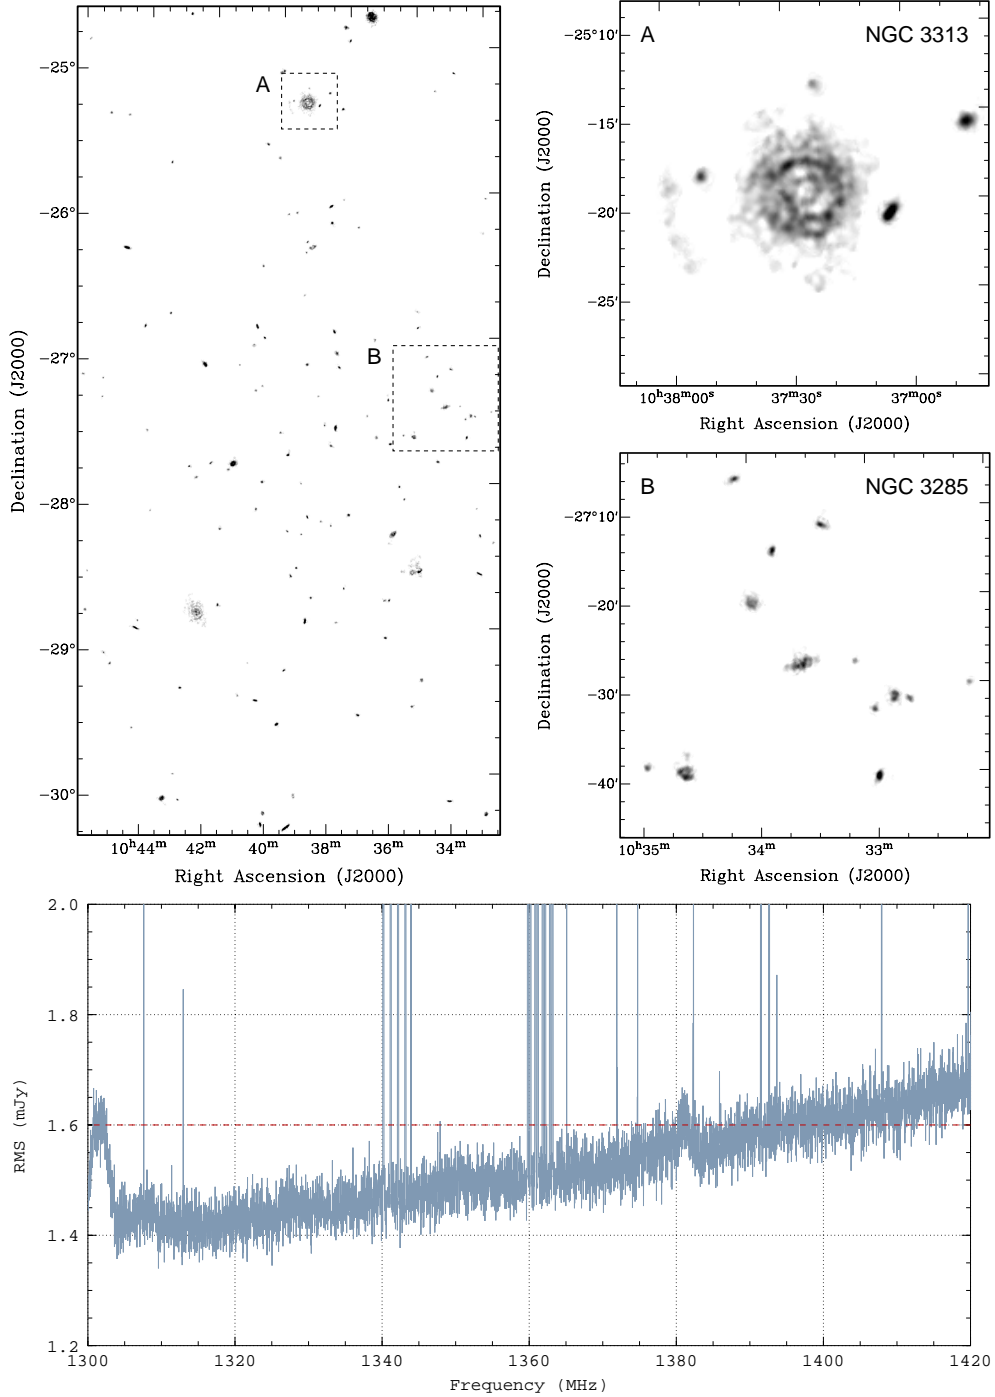 A
B
−25°
−26°
−27°
−28°
−29°
−30°
Declination (J2000)
10ʰ44ᵐ 42ᵐ 40ᵐ 38ᵐ 36ᵐ 34ᵐ
Right Ascension (J2000)
A NGC 3313
−25°10′
−15′
−20′
−25′
Declination (J2000)
10ʰ38ᵐ00ˢ 37ᵐ30ˢ 37ᵐ00ˢ
Right Ascension (J2000)
B NGC 3285
−27°10′
−20′
−30′
−40′
Declination (J2000)
10ʰ35ᵐ 34ᵐ 33ᵐ
Right Ascension (J2000)
2.0
1.8
1.6
1.4
1.2
RMS (mJy)
1300 1320 1340 1360 1380 1400 1420
Frequency (MHz)